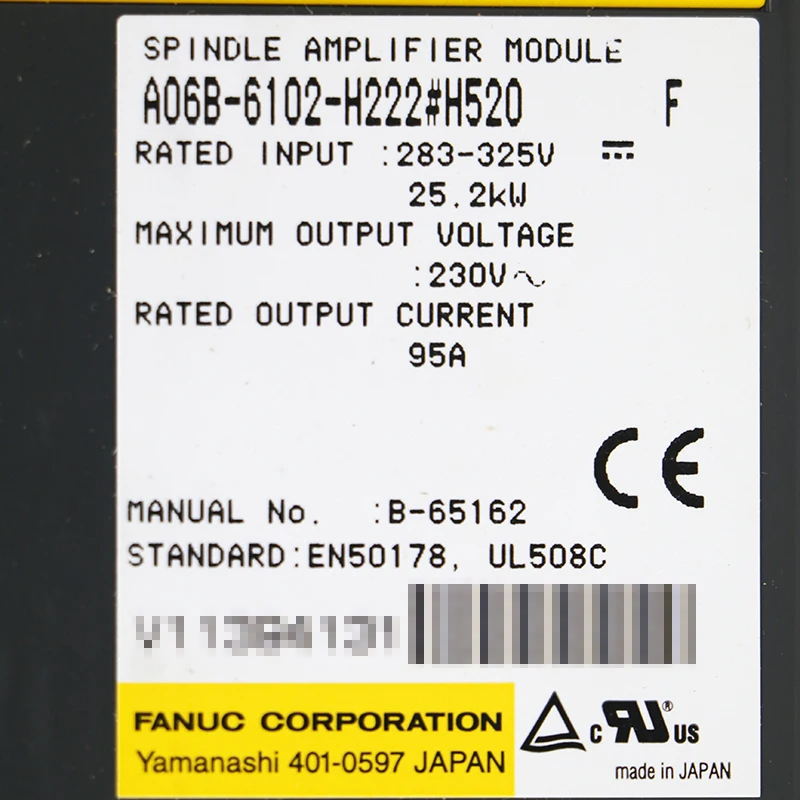 SPINDLE AMPLIFIER MODULE
A06B-6102-H222#H520 F
RATED INPUT :283-325V ⎓
25.2kW
MAXIMUM OUTPUT VOLTAGE
:230V~
RATED OUTPUT CURRENT
95A
CE
MANUAL No. :B-65162
STANDARD:EN50178, UL508C
FANUC CORPORATION
Yamanashi 401-0597 JAPAN
c RU® US
made in JAPAN